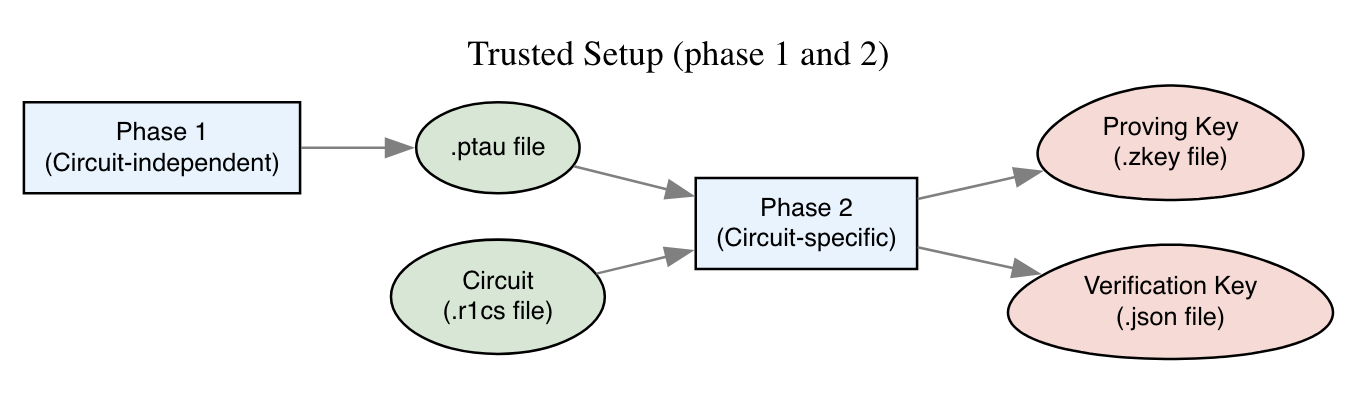 Trusted Setup (phase 1 and 2)
Phase 1
(Circuit-independent)
.ptau file
Circuit
(.r1cs file)
Phase 2
(Circuit-specific)
Proving Key
(.zkey file)
Verification Key
(.json file)